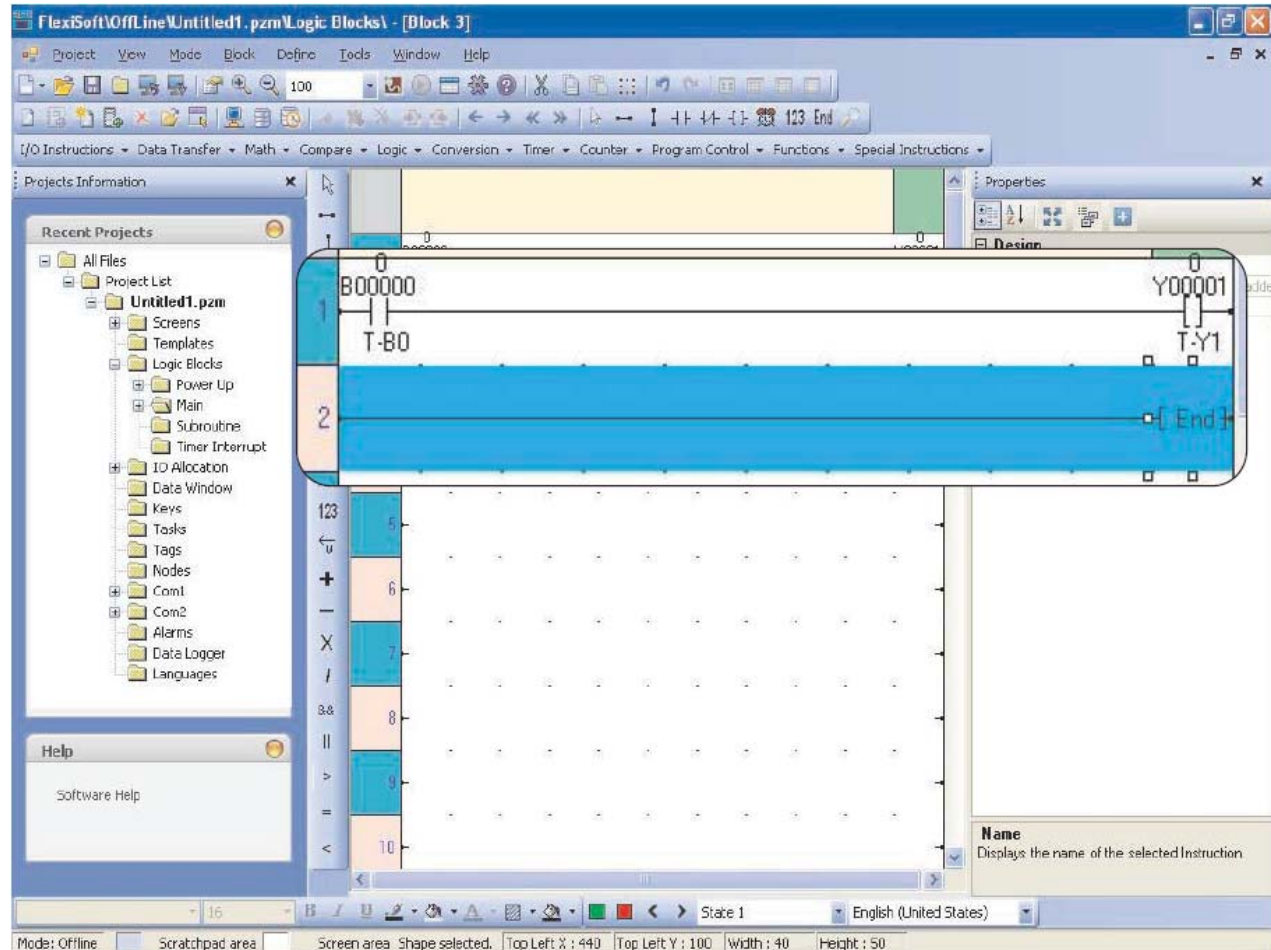 FlexiSoft\OffLine\Untitled1.pzm\Logic Blocks\ - [Block 3]
Project View Mode Block Define Tools Window Help
100
123 End
I/O Instructions Data Transfer Math Compare Logic Conversion Timer Counter Program Control Functions Special Instructions
Projects Information
Properties
Recent Projects
Design
All Files
Project List
Untitled1.pzm
Screens
Templates
Logic Blocks
Power Up
Main
Subroutine
Timer Interrupt
IO Allocation
Data Window
Keys
Tasks
Tags
Nodes
Com1
Com2
Alarms
Data Logger
Languages
0 0
0 0
B00000 Y00001
1
T-B0 T-Y1
2 [ End ]
123
U
+
−
X
/
&&
||
>
=
<
5
6
7
8
9
10
Help
Software Help
Name
Displays the name of the selected Instruction
16 B I U A State 1 English (United States)
Mode: Offline Scratchpad area Screen area Shape selected. Top Left X : 440 Top Left Y : 100 Width : 40 Height : 50